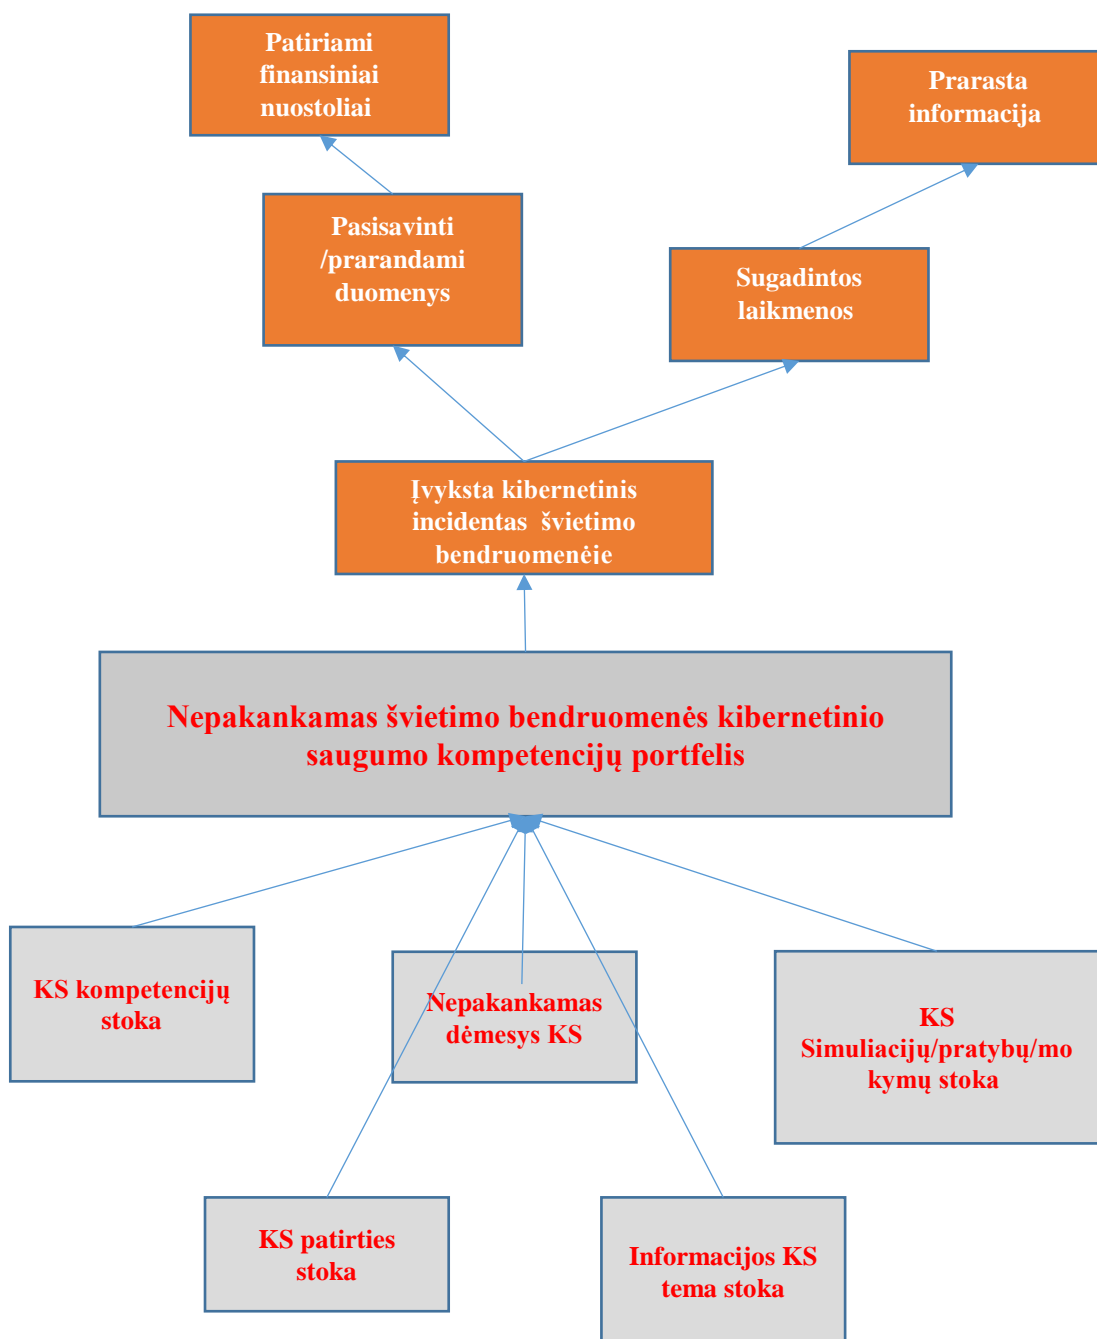 Patiriami
finansiniai
nuostoliai
Prarasta
informacija
Pasisavinti
/prarandami
duomenys
Sugadintos
laikmenos
Įvyksta kibernetinis
incidentas švietimo
bendruomenėje
Nepakankamas švietimo bendruomenės kibernetinio
saugumo kompetencijų portfelis
KS kompetencijų
stoka
Nepakankamas
dėmesys KS
KS
Simuliacijų/pratybų/mo
kymų stoka
KS patirties
stoka
Informacijos KS
tema stoka